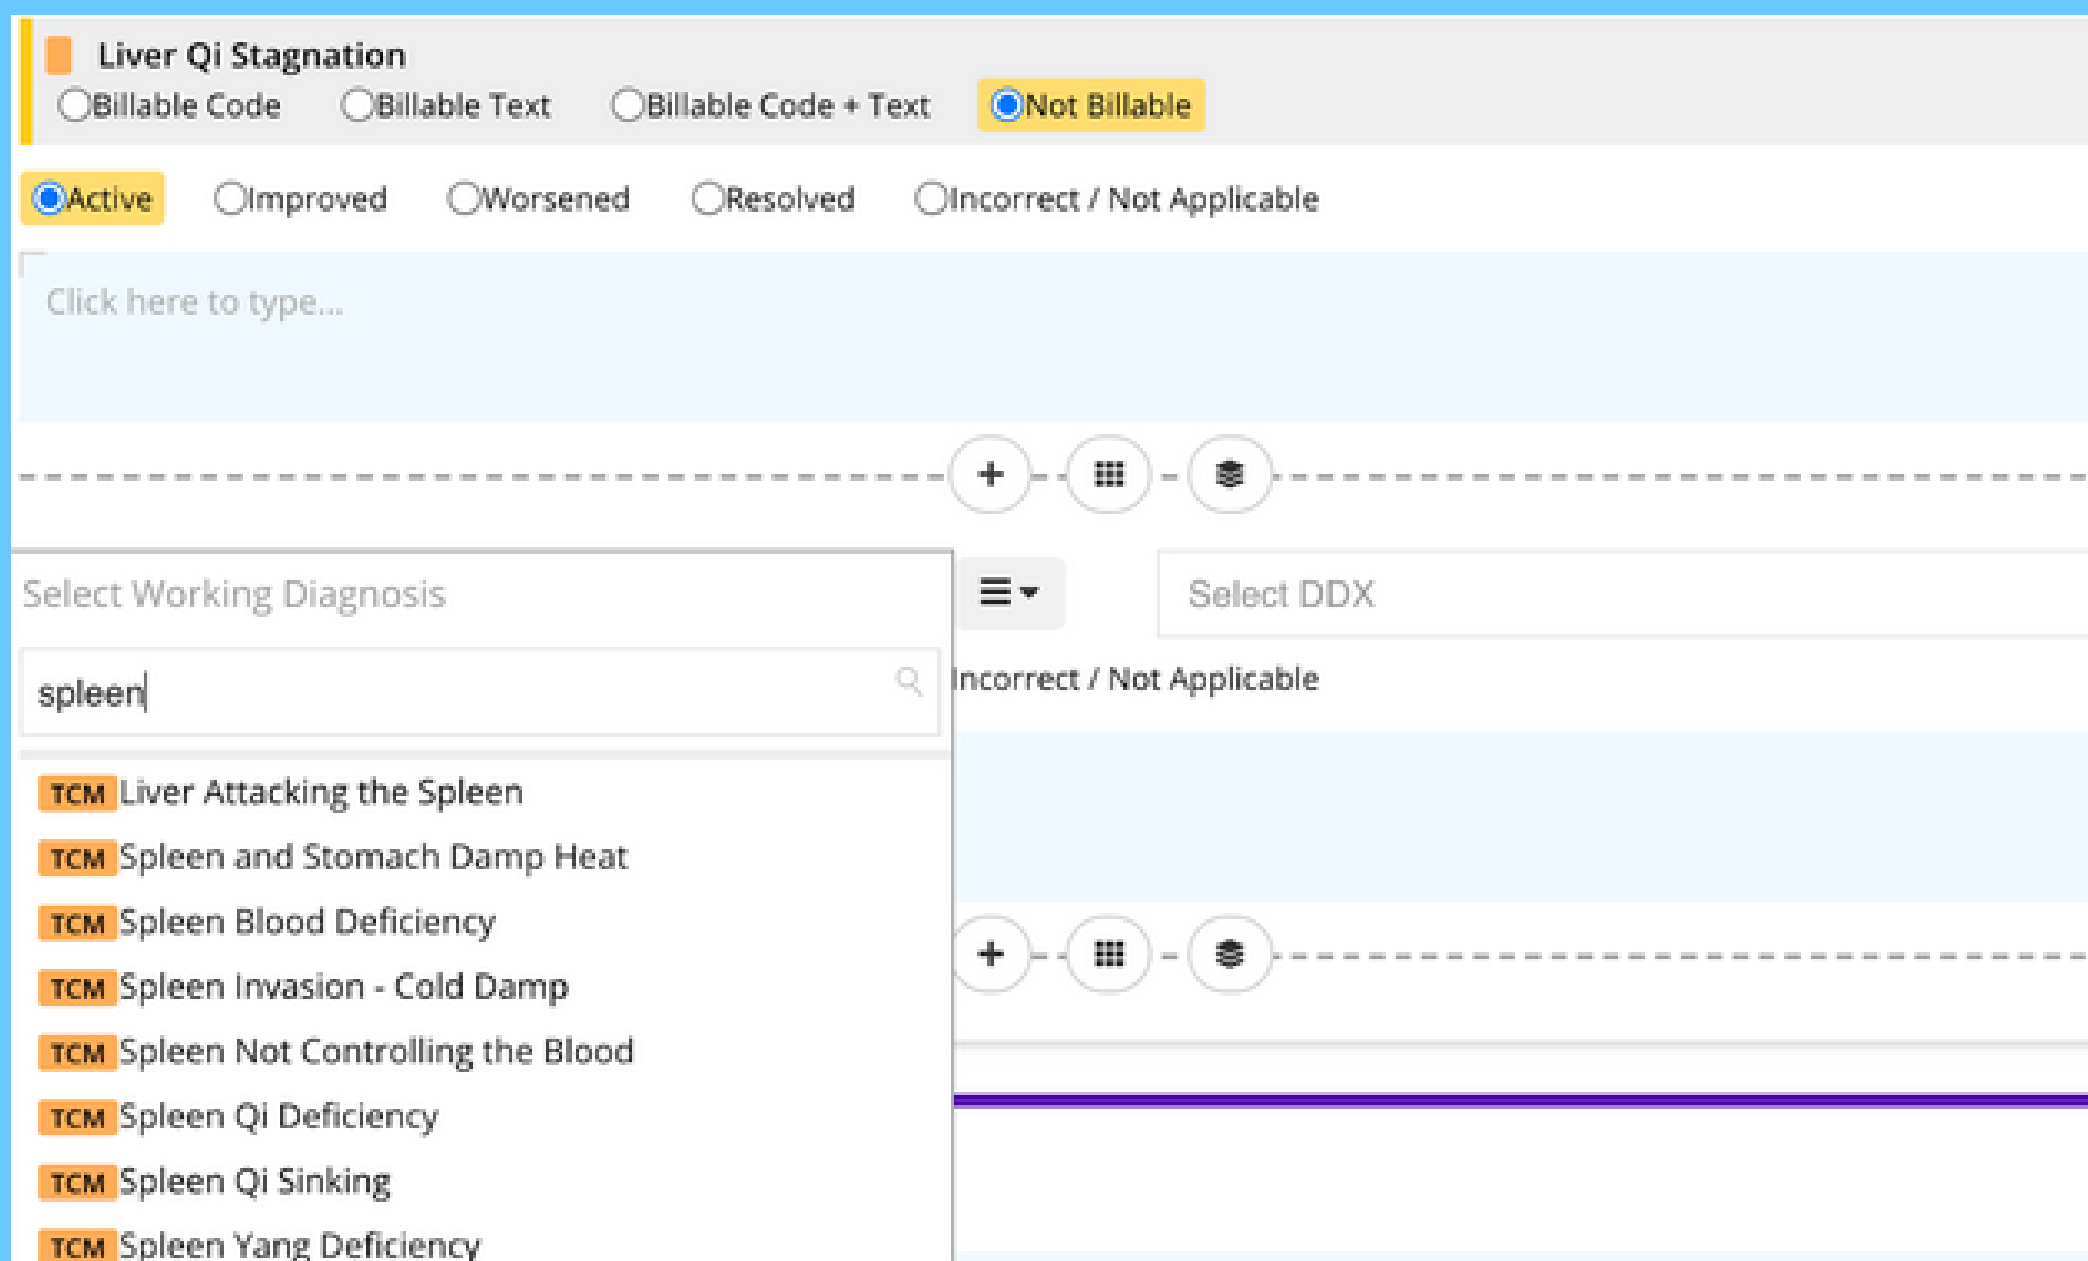 Liver Qi Stagnation
Billable Code Billable Text Billable Code + Text Not Billable
Active Improved Worsened Resolved Incorrect / Not Applicable
Click here to type...
Select Working Diagnosis
Select DDX
spleen
Incorrect / Not Applicable
TCM Liver Attacking the Spleen
TCM Spleen and Stomach Damp Heat
TCM Spleen Blood Deficiency
TCM Spleen Invasion - Cold Damp
TCM Spleen Not Controlling the Blood
TCM Spleen Qi Deficiency
TCM Spleen Qi Sinking
TCM Spleen Yang Deficiency